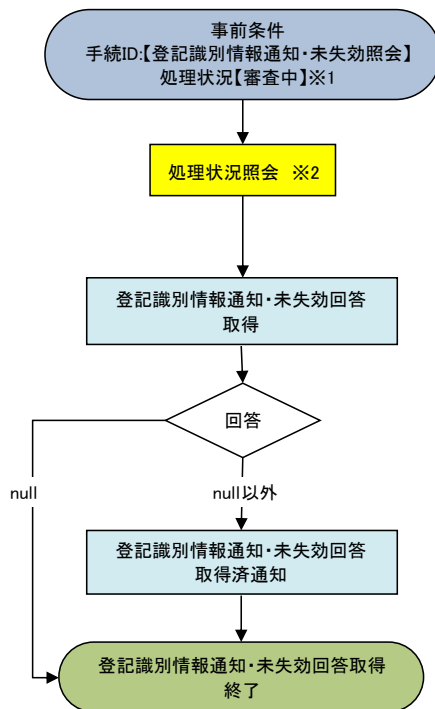 事前条件
手続ID:【登記識別情報通知・未失効照会】
処理状況【審査中】※1
処理状況照会 ※2
登記識別情報通知・未失効回答
取得
回答
null
null以外
登記識別情報通知・未失効回答
取得済通知
登記識別情報通知・未失効回答取得
終了